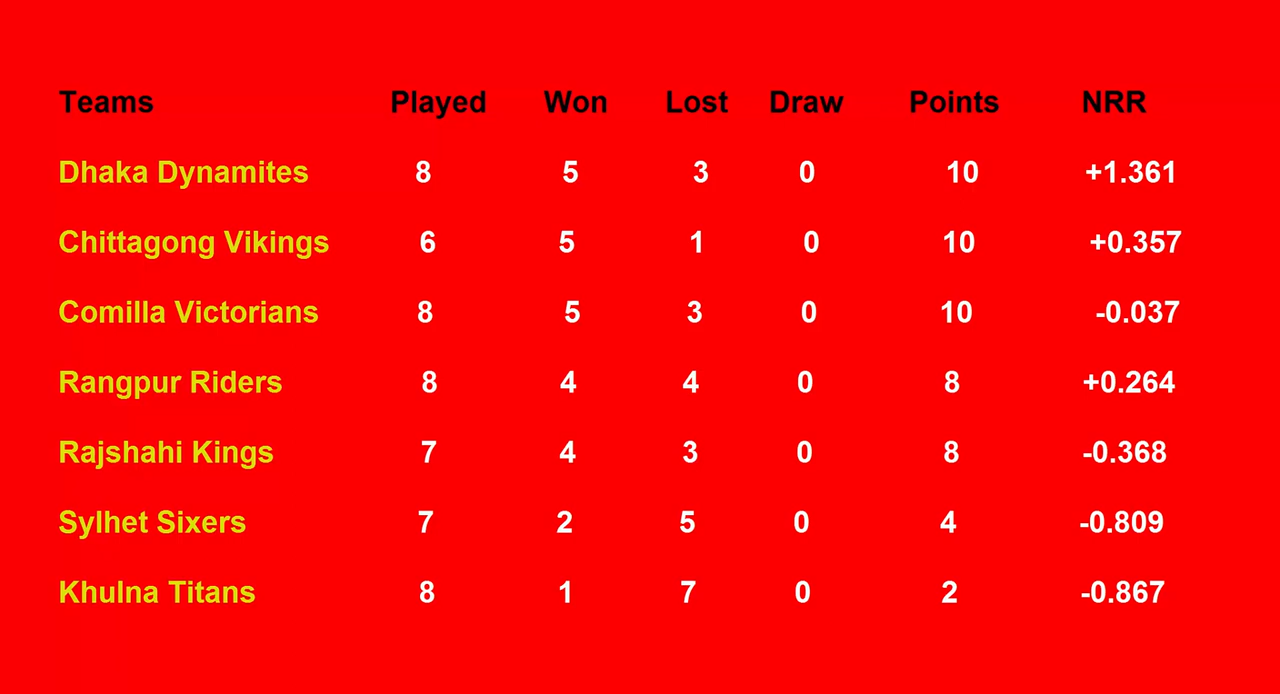 Teams Played Won Lost Draw Points NRR
Dhaka Dynamites 8 5 3 0 10 +1.361
Chittagong Vikings 6 5 1 0 10 +0.357
Comilla Victorians 8 5 3 0 10 -0.037
Rangpur Riders 8 4 4 0 8 +0.264
Rajshahi Kings 7 4 3 0 8 -0.368
Sylhet Sixers 7 2 5 0 4 -0.809
Khulna Titans 8 1 7 0 2 -0.867